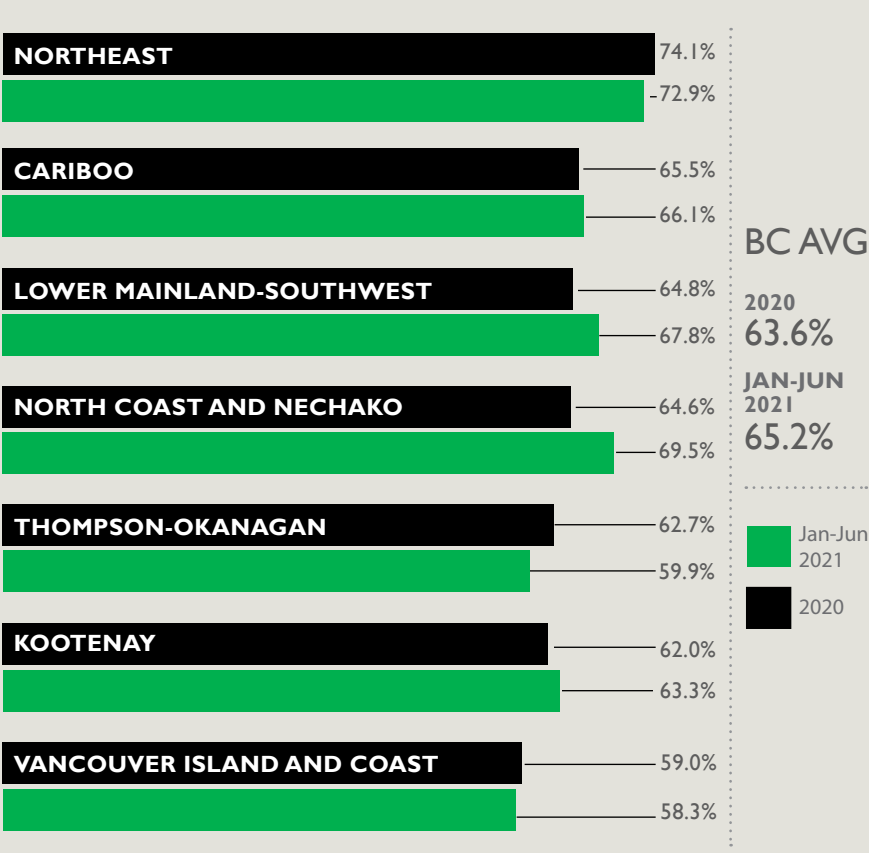 NORTHEAST
74.1%
72.9%
CARIBOO
65.5%
66.1%
LOWER MAINLAND-SOUTHWEST
64.8%
67.8%
NORTH COAST AND NECHAKO
64.6%
69.5%
THOMPSON-OKANAGAN
62.7%
59.9%
KOOTENAY
62.0%
63.3%
VANCOUVER ISLAND AND COAST
59.0%
58.3%
BC AVG
2020
63.6%
JAN-JUN
2021
65.2%
Jan-Jun
2021
2020